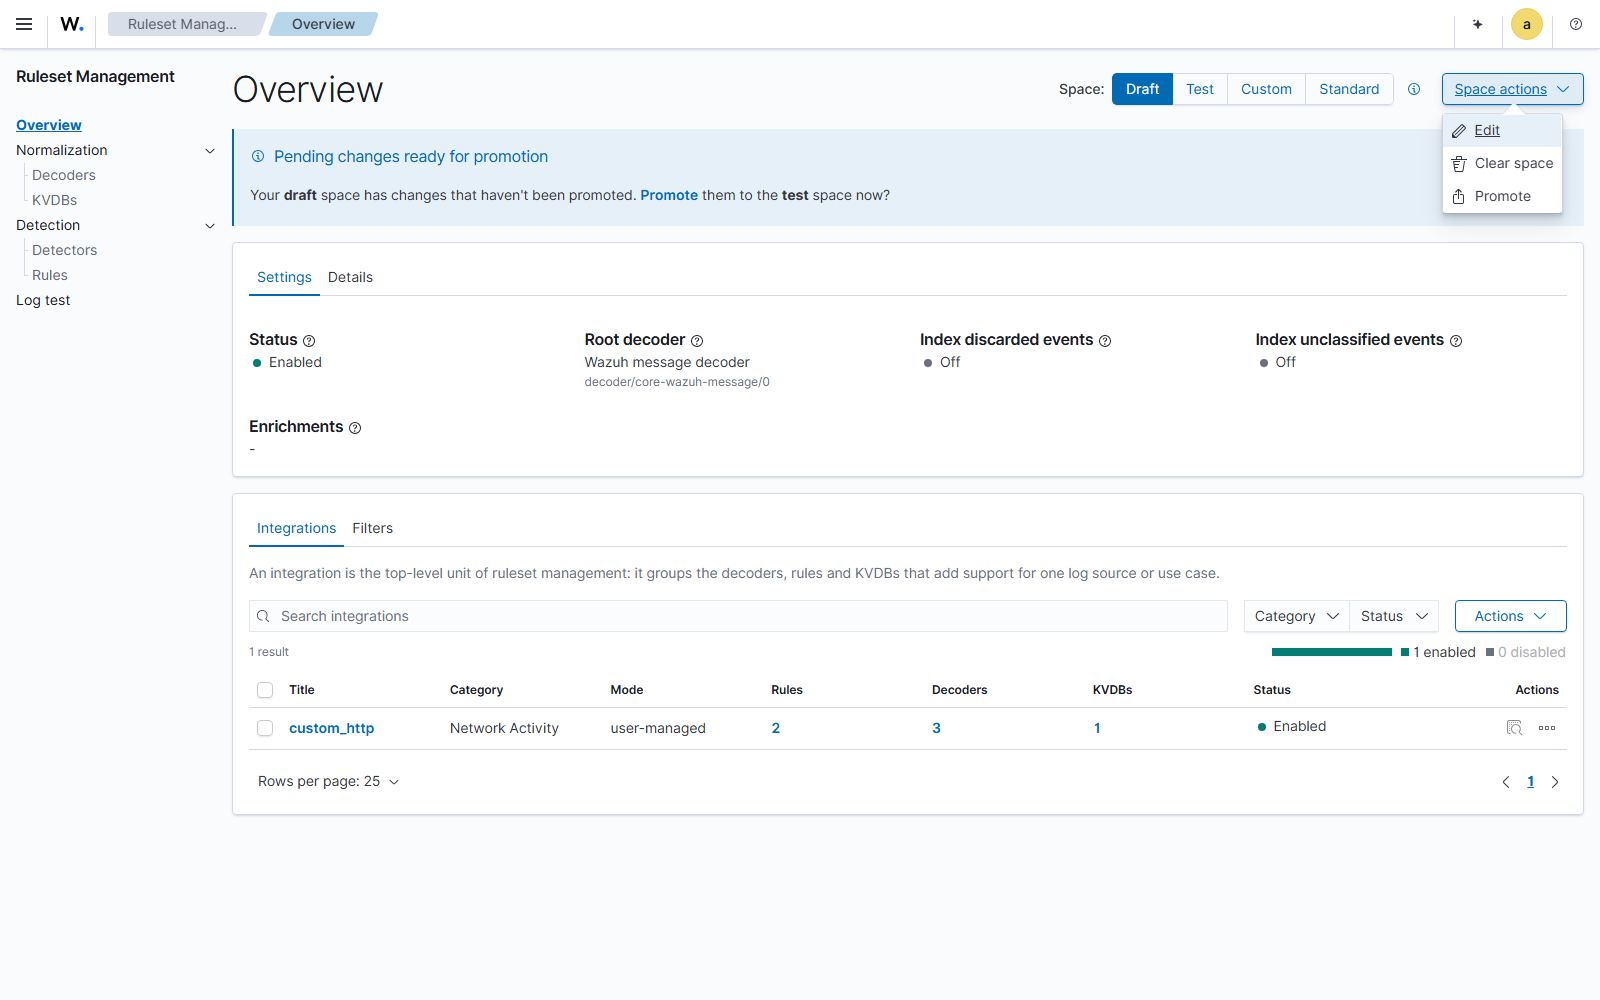 W.
Ruleset Manag...
Overview
a
Ruleset Management
Overview
Normalization
Decoders
KVDBs
Detection
Detectors
Rules
Log test
Overview
Space:
Draft
Test
Custom
Standard
Space actions
Edit
Clear space
Promote
Pending changes ready for promotion
Your draft space has changes that haven't been promoted. Promote them to the test space now?
Settings
Details
Status
Enabled
Root decoder
Wazuh message decoder
decoder/core-wazuh-message/0
Index discarded events
Off
Index unclassified events
Off
Enrichments
-
Integrations
Filters
An integration is the top-level unit of ruleset management: it groups the decoders, rules and KVDBs that add support for one log source or use case.
Search integrations
Category
Status
Actions
1 result
1 enabled
0 disabled
Title Category Mode Rules Decoders KVDBs Status Actions
custom_http Network Activity user-managed 2 3 1 Enabled
Rows per page: 25
1